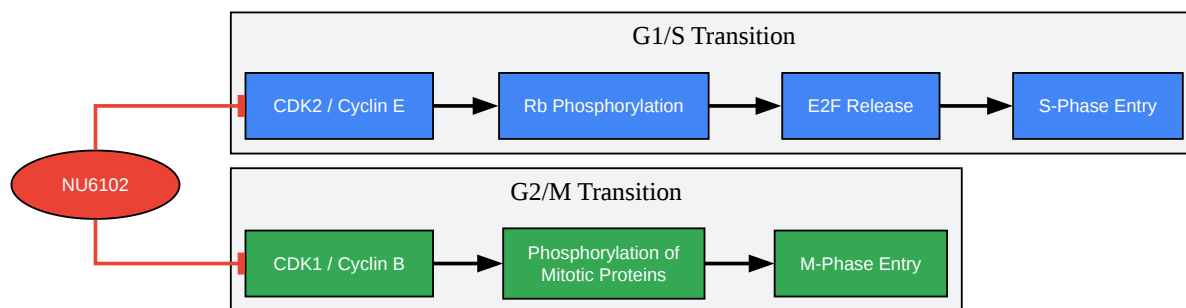 G1/S Transition
CDK2 / Cyclin E
Rb Phosphorylation
E2F Release
S-Phase Entry
NU6102
G2/M Transition
CDK1 / Cyclin B
Phosphorylation of
Mitotic Proteins
M-Phase Entry